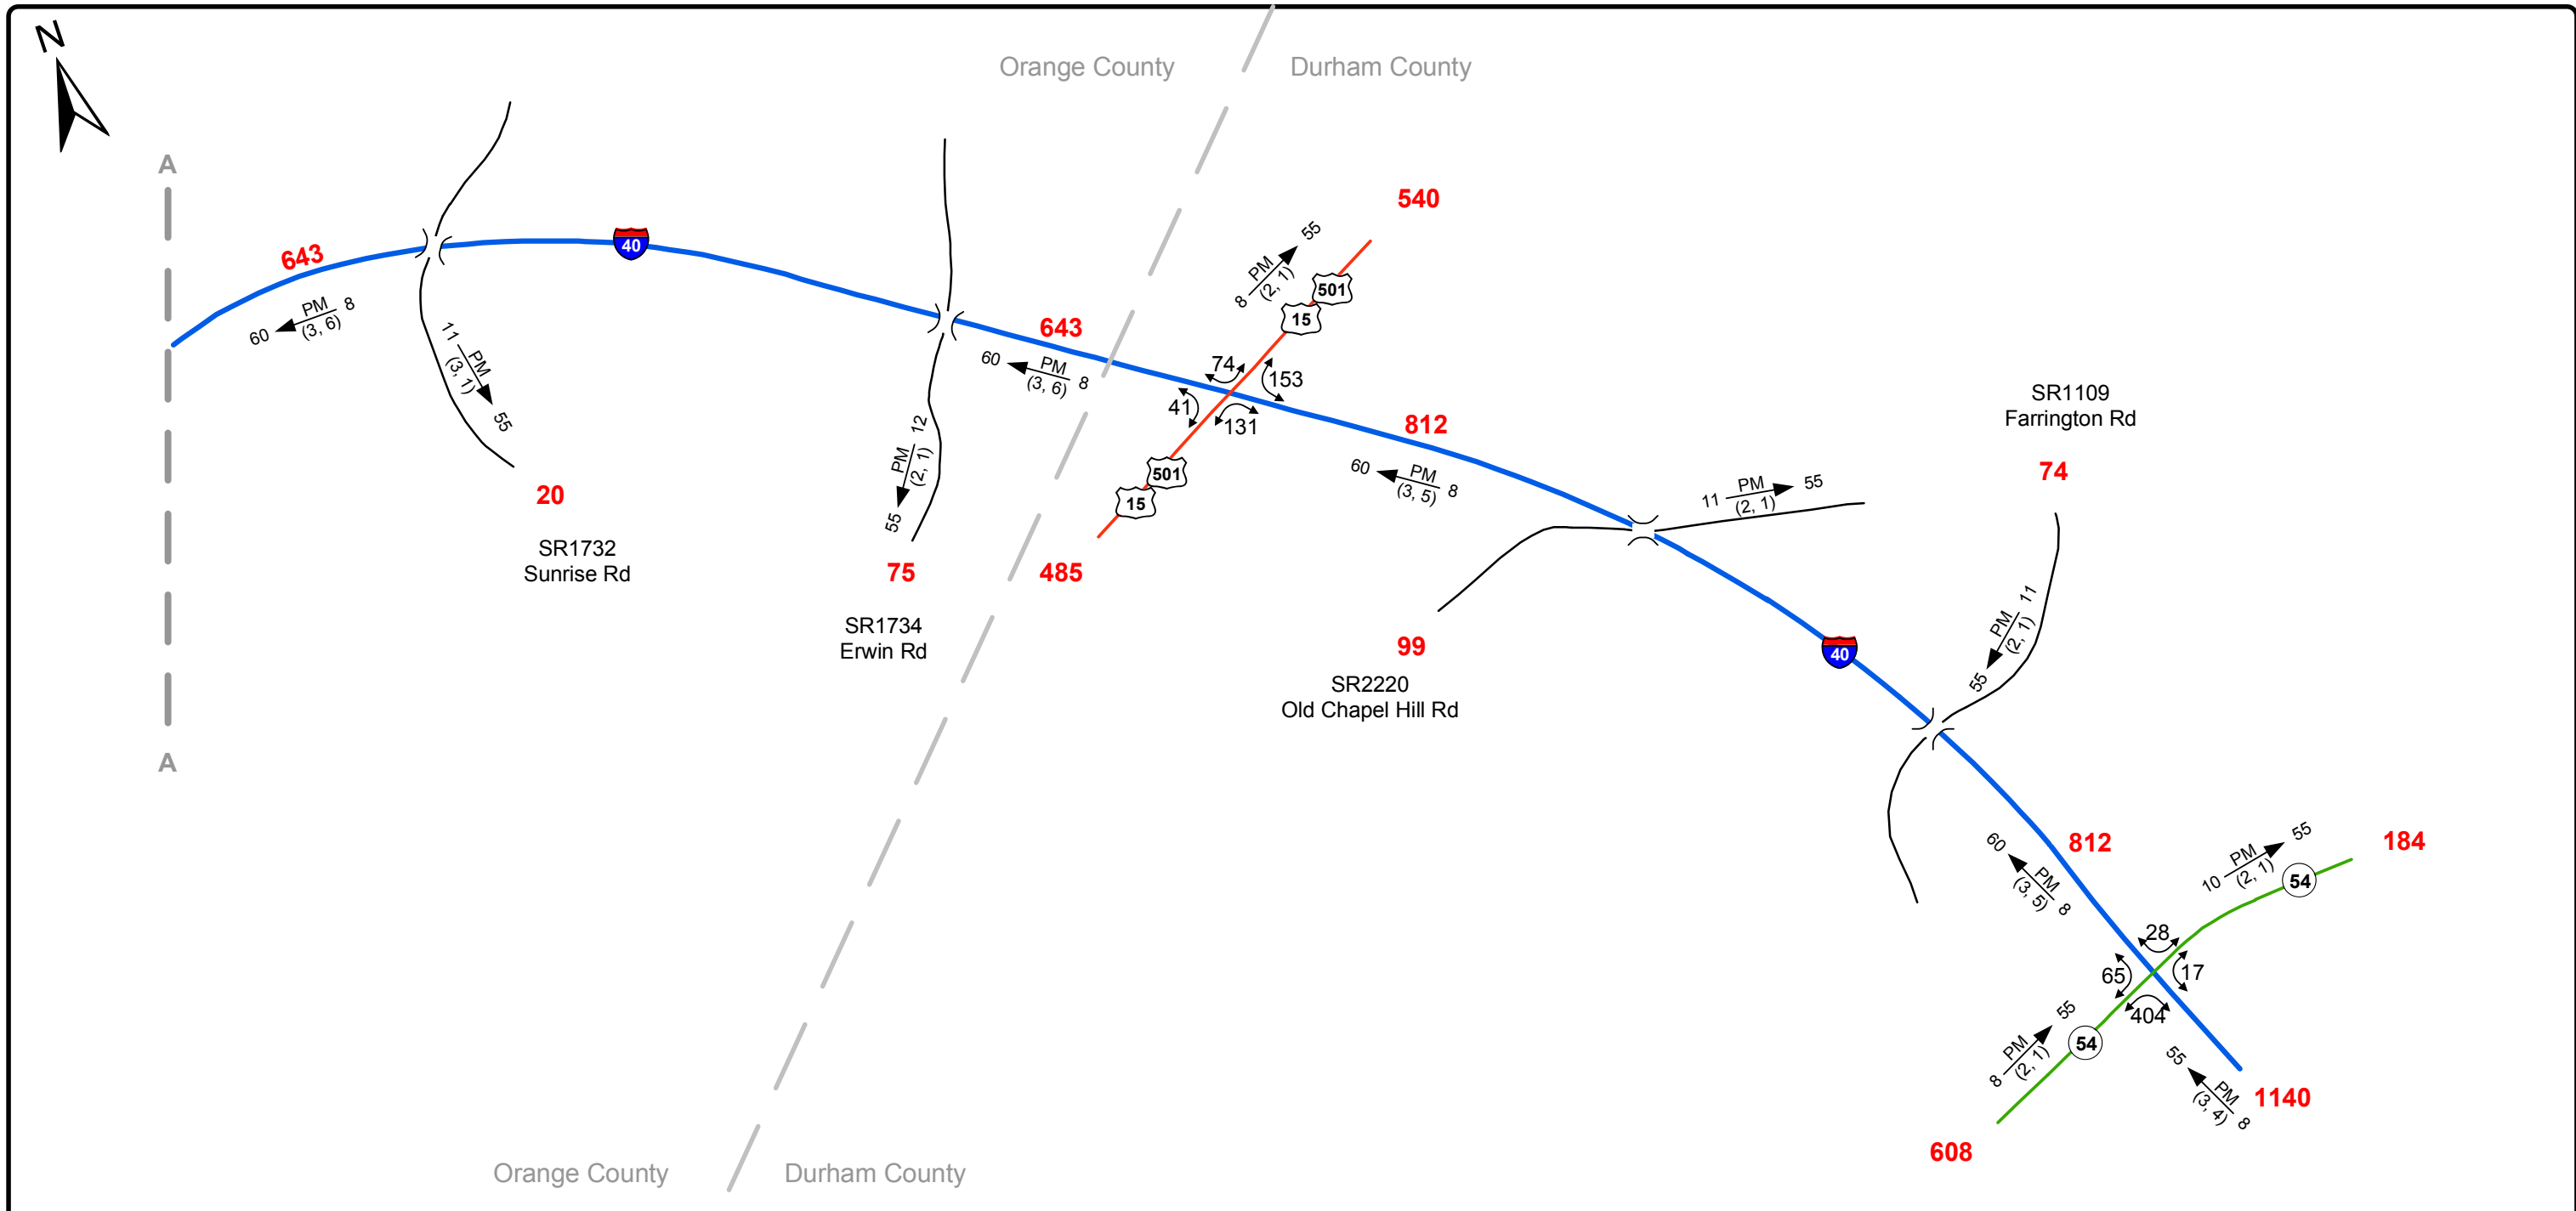 N
Orange County
Durham County
A
540
643
40
60 PM 8
(3, 6)
11 PM 55
(3, 1)
643
60 PM 8
(3, 6)
8 PM 55
(2, 1)
501
15
74
153
41
131
812
60 PM 8
(3, 5)
501
15
485
20
SR1732
Sunrise Rd
55 PM 12
(2, 1)
75
SR1734
Erwin Rd
11 PM 55
(2, 1)
99
SR2220
Old Chapel Hill Rd
SR1109
Farrington Rd
74
55 PM 11
(2, 1)
40
A
812
60 PM 8
(3, 5)
10 PM 55
(2, 1)
184
54
28
65
17
404
8 PM 55
(2, 1)
54
55 PM 8
(3, 4)
1140
608
Orange County
Durham County